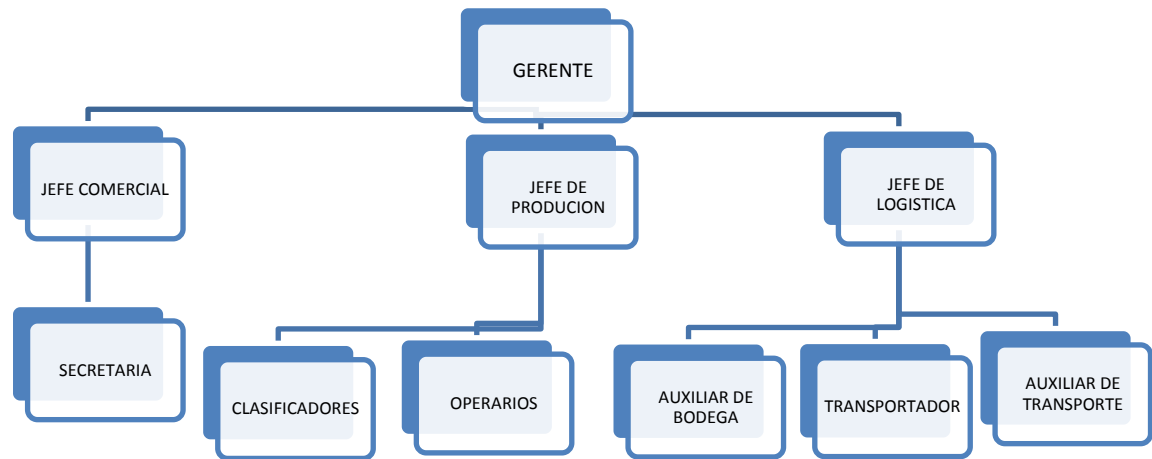 GERENTE
JEFE COMERCIAL
JEFE DE
PRODUCION
JEFE DE
LOGISTICA
SECRETARIA
CLASIFICADORES
OPERARIOS
AUXILIAR DE
BODEGA
TRANSPORTADOR
AUXILIAR DE
TRANSPORTE